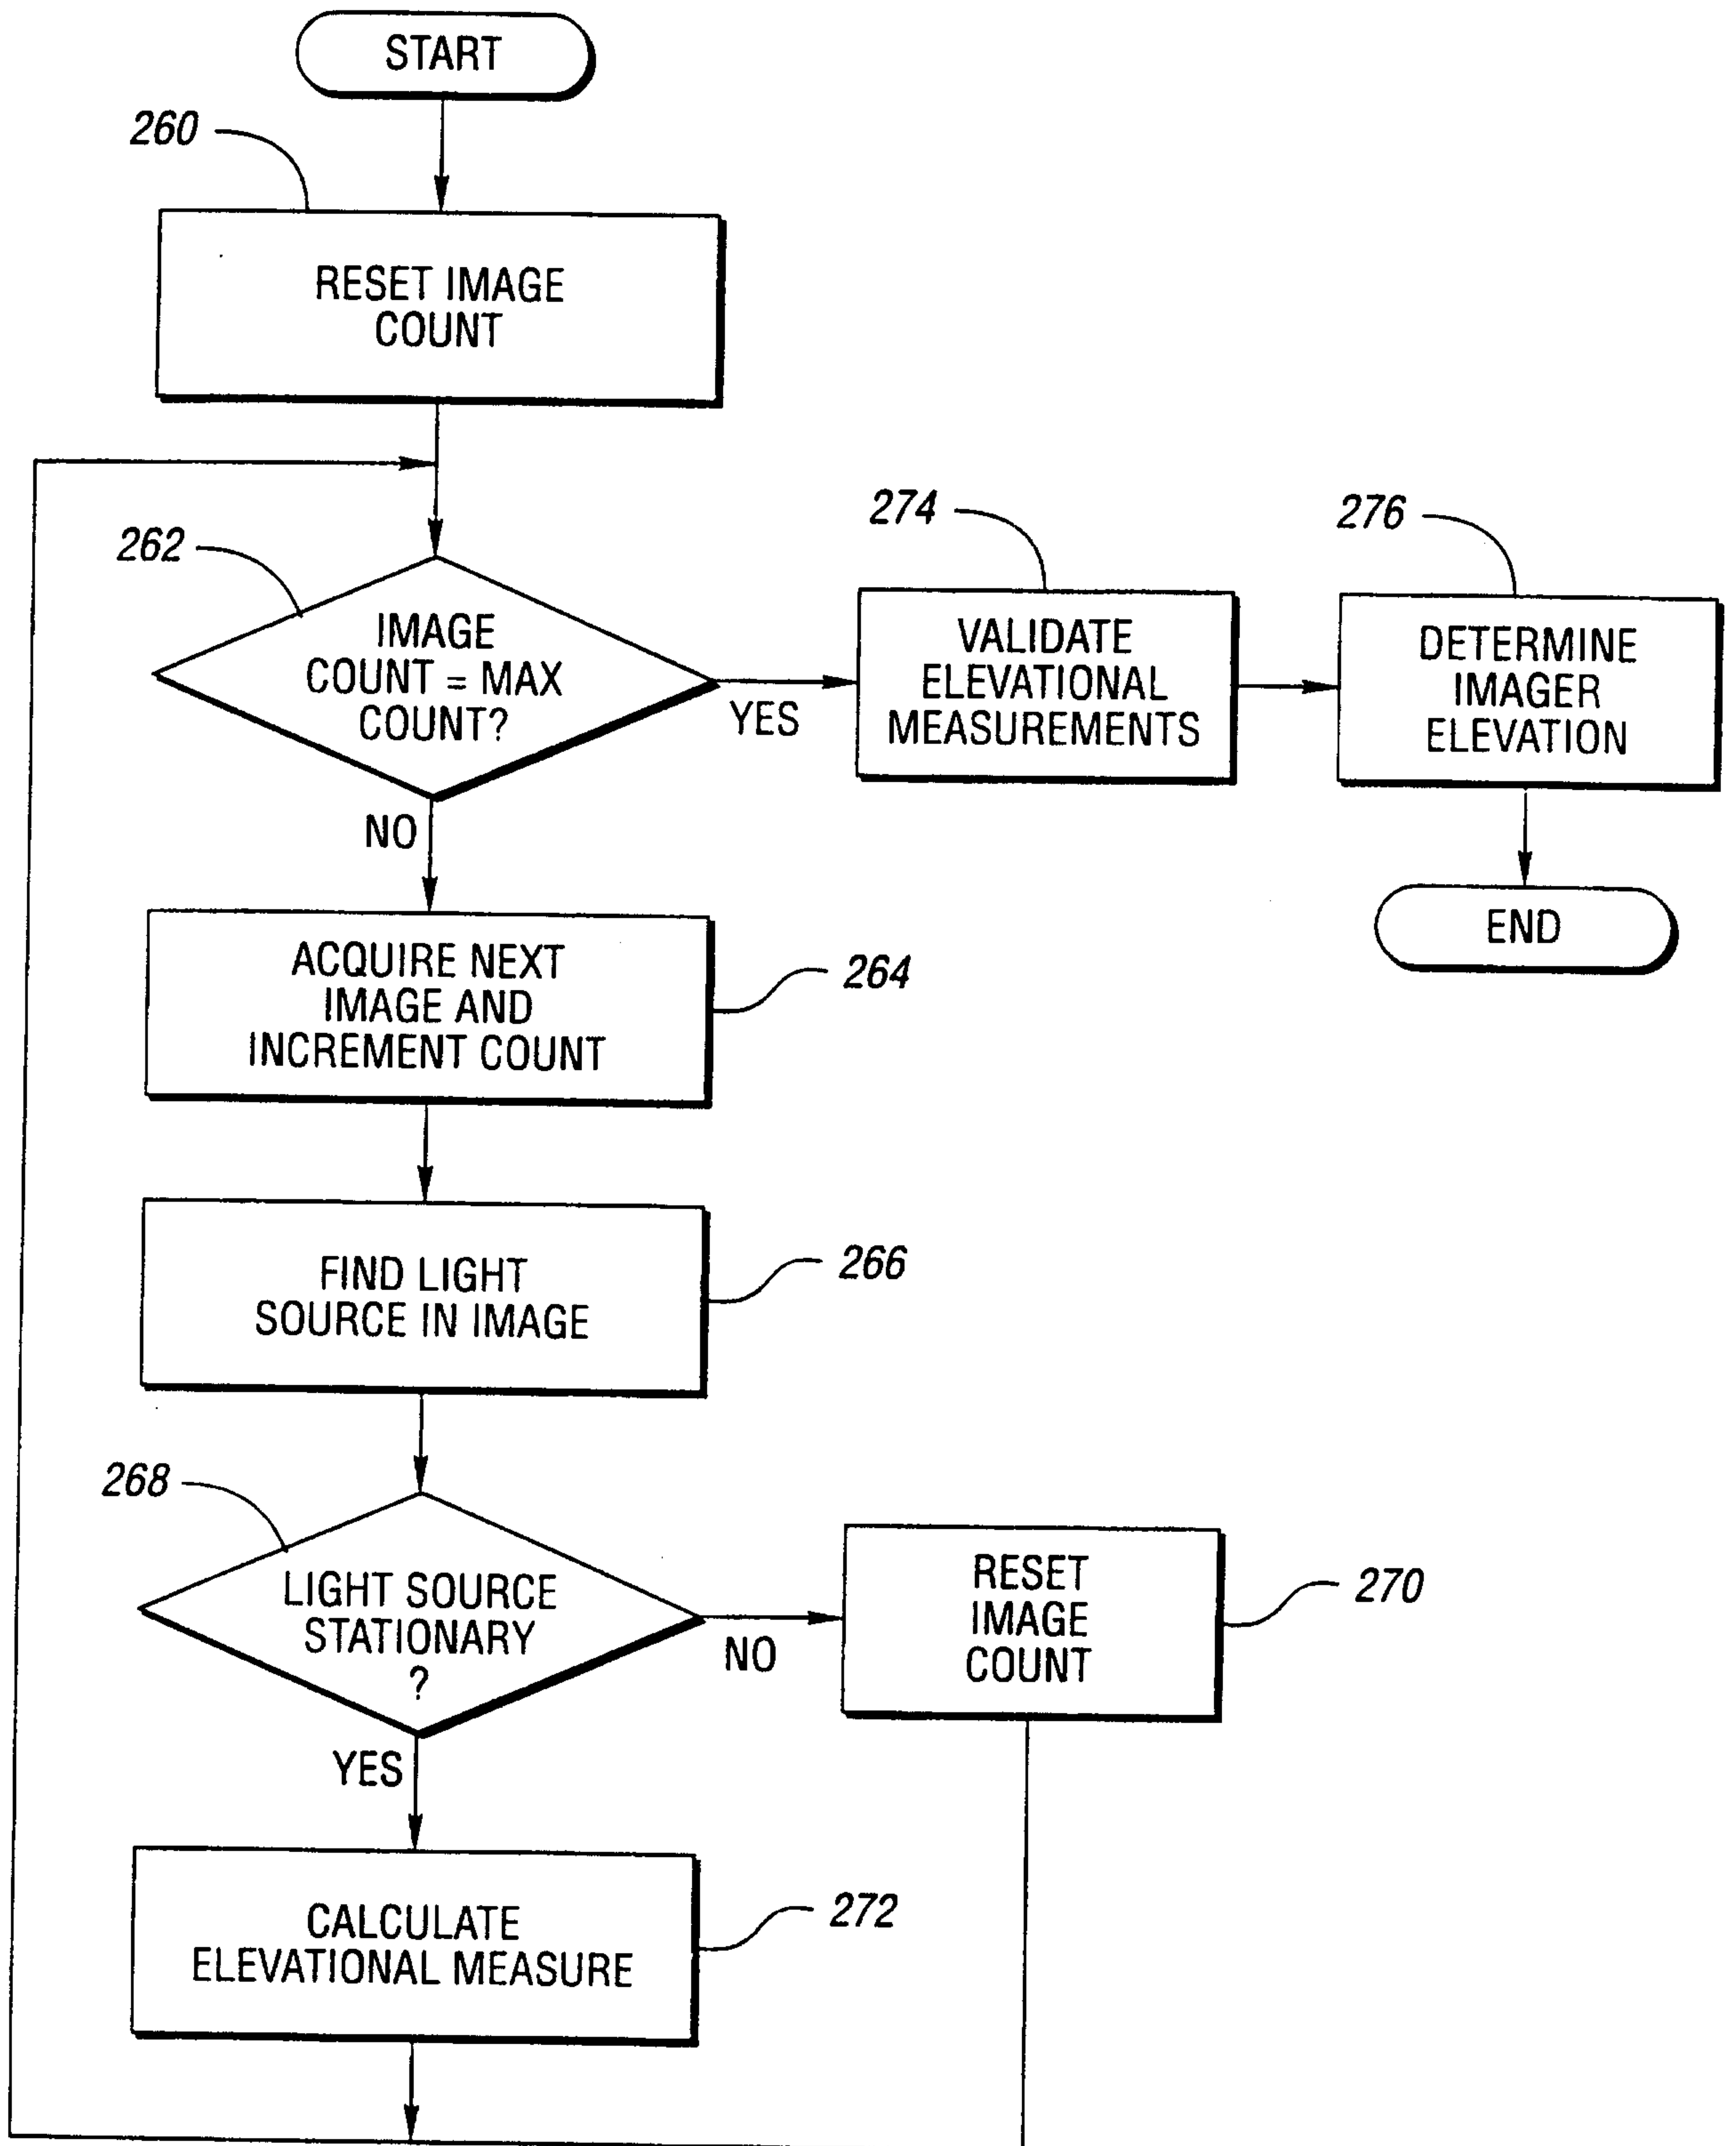 START
260
RESET IMAGE
COUNT
262
IMAGE
COUNT = MAX
COUNT?
YES
NO
274
VALIDATE
ELEVATIONAL
MEASUREMENTS
276
DETERMINE
IMAGER
ELEVATION
END
ACQUIRE NEXT
IMAGE AND
INCREMENT COUNT
264
FIND LIGHT
SOURCE IN IMAGE
266
268
LIGHT SOURCE
STATIONARY
?
NO
YES
RESET
IMAGE
COUNT
270
CALCULATE
ELEVATIONAL MEASURE
272